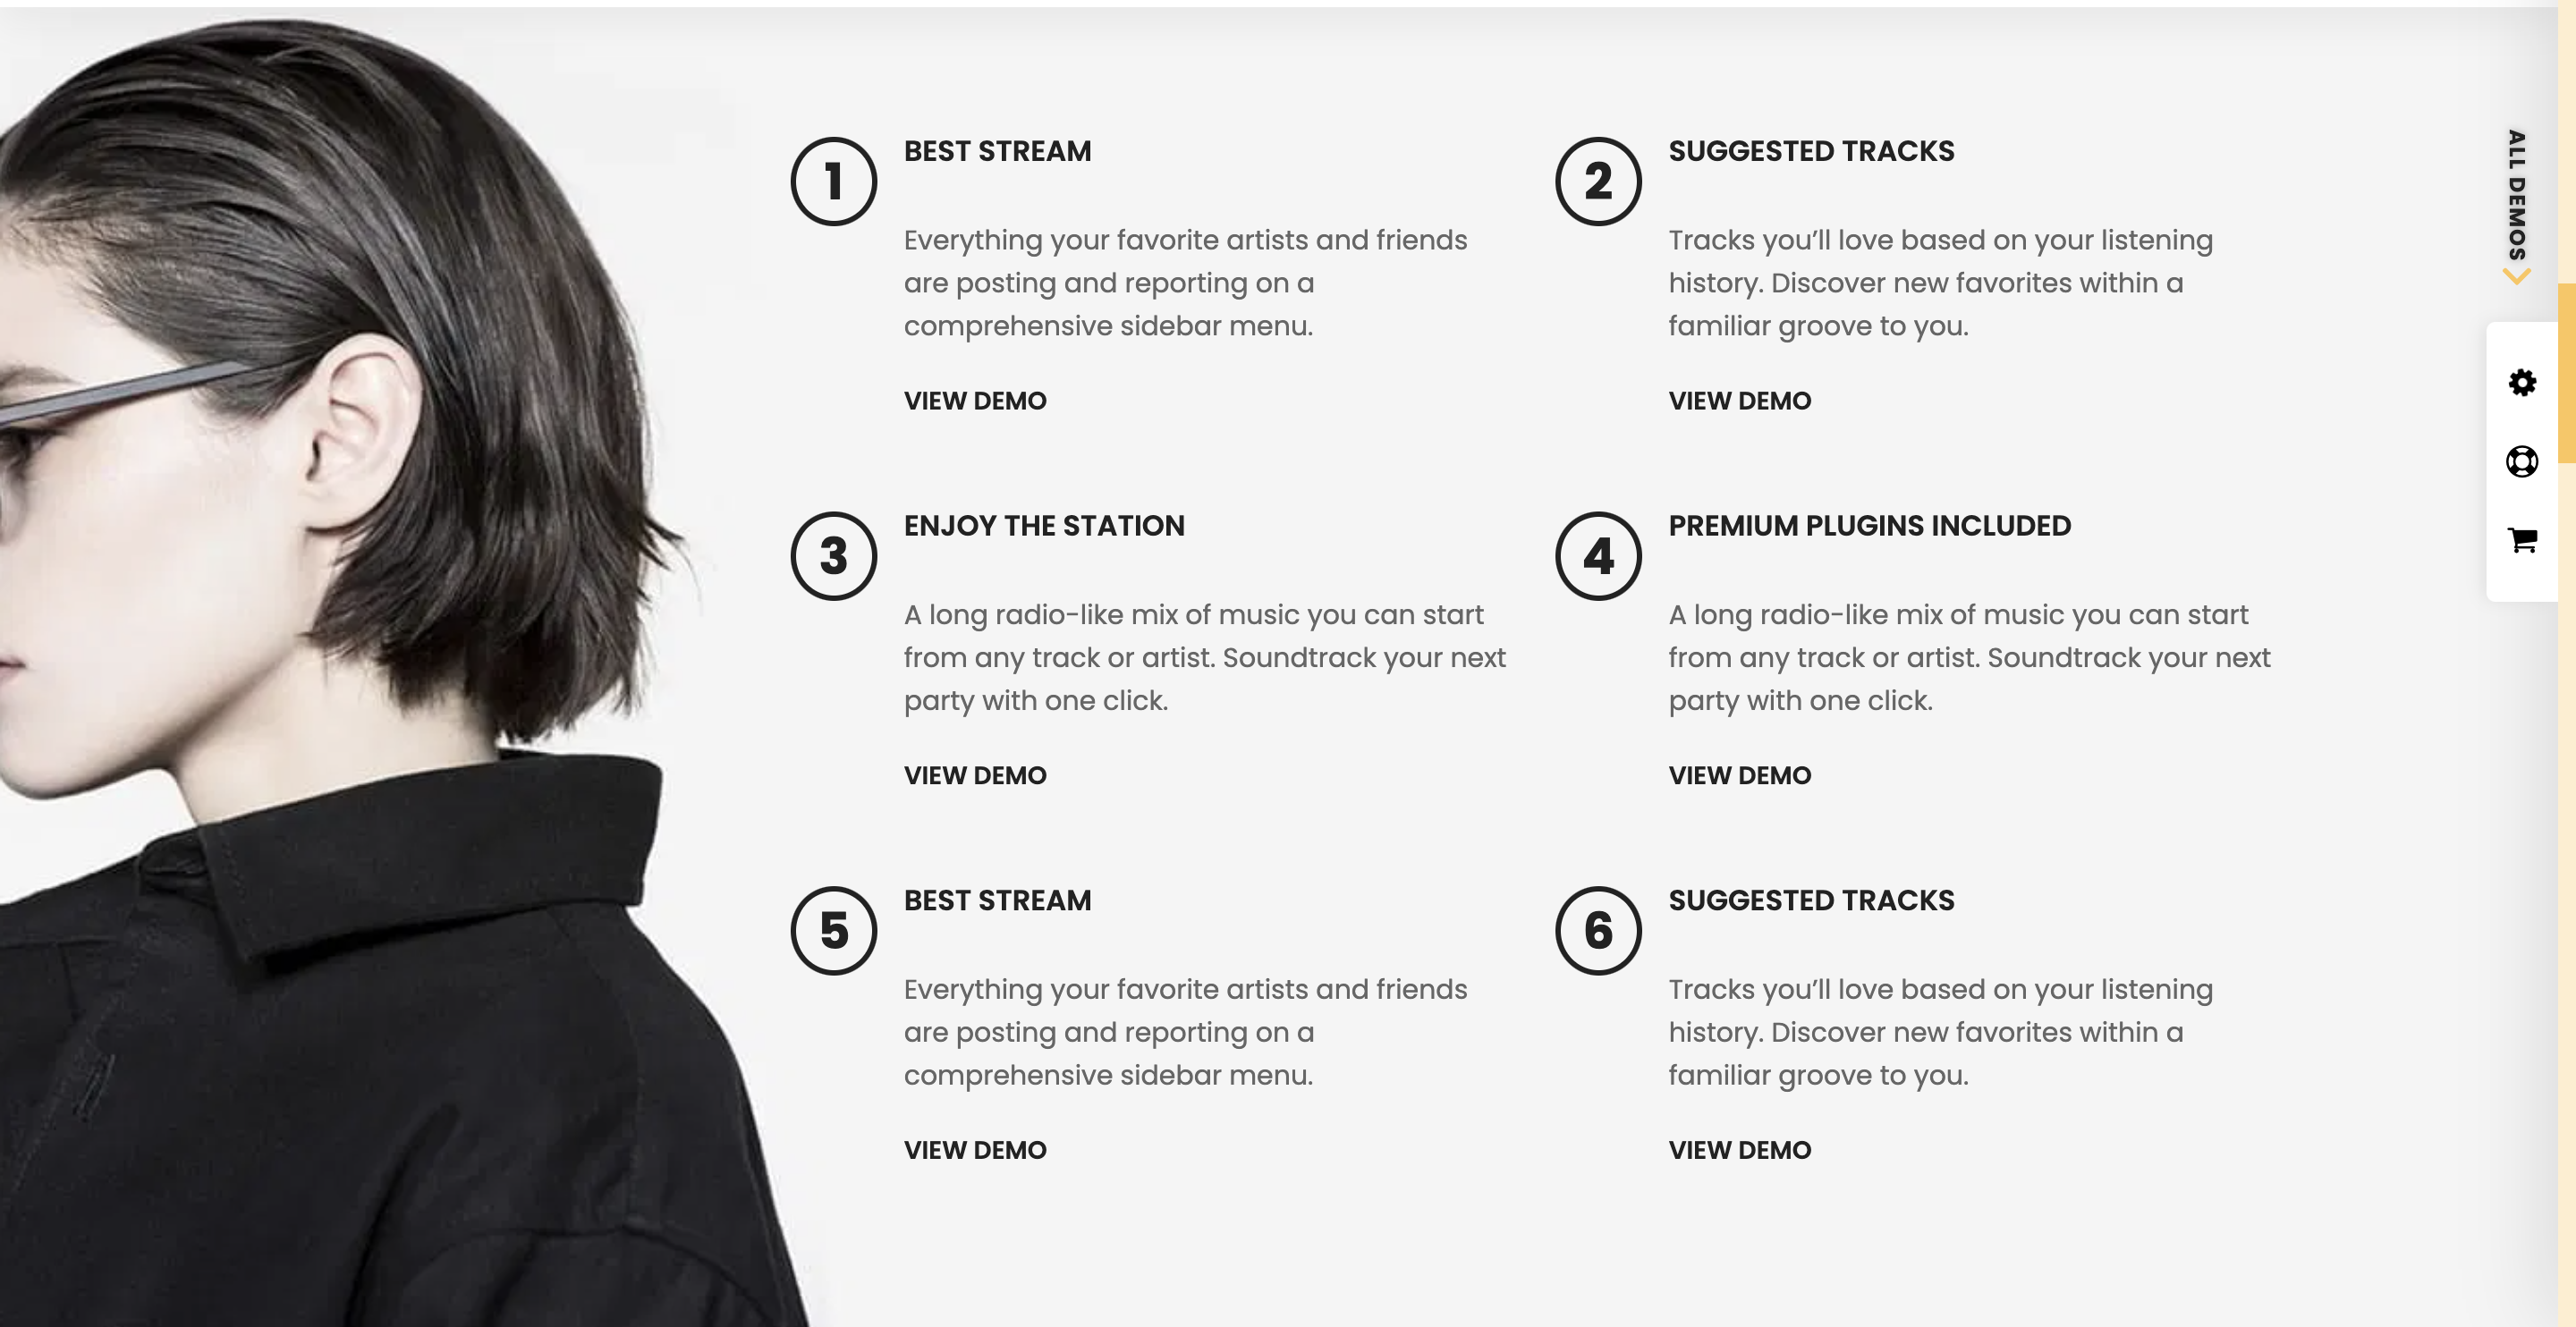 1
BEST STREAM
Everything your favorite artists and friends
are posting and reporting on a
comprehensive sidebar menu.
VIEW DEMO
2
SUGGESTED TRACKS
Tracks you’ll love based on your listening
history. Discover new favorites within a
familiar groove to you.
VIEW DEMO
3
ENJOY THE STATION
A long radio-like mix of music you can start
from any track or artist. Soundtrack your next
party with one click.
VIEW DEMO
4
PREMIUM PLUGINS INCLUDED
A long radio-like mix of music you can start
from any track or artist. Soundtrack your next
party with one click.
VIEW DEMO
5
BEST STREAM
Everything your favorite artists and friends
are posting and reporting on a
comprehensive sidebar menu.
VIEW DEMO
6
SUGGESTED TRACKS
Tracks you’ll love based on your listening
history. Discover new favorites within a
familiar groove to you.
VIEW DEMO
ALL DEMOS